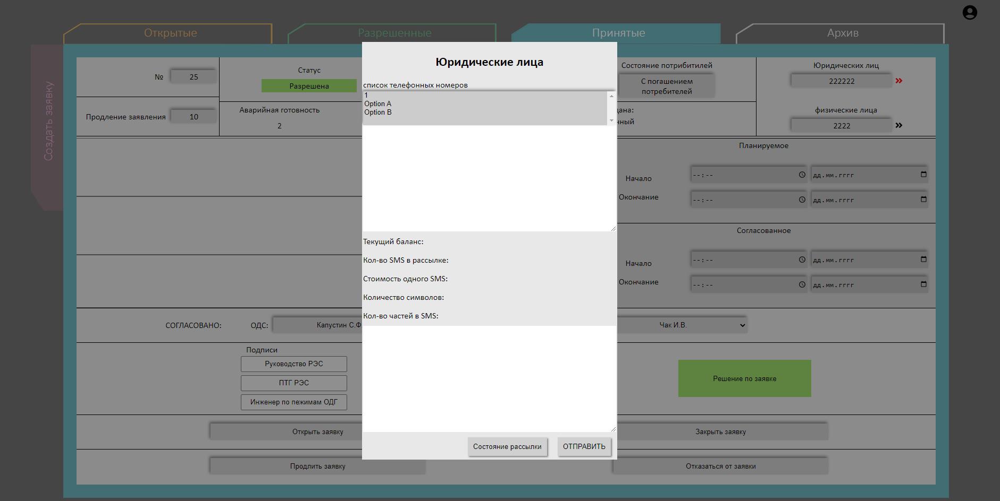 Открытые
Разрешенные
Принятые
Архив
Создать заявку
№ 25
Статус
Разрешена
Продление заявления 10
Аварийная готовность
2
Состояние потрибитилей
С погашением
потребителей
дана:
нный
Юридических лиц
222222
физические лица
2222
Планируемое
Начало --:-- дд.мм.гггг
Окончание --:-- дд.мм.гггг
Согласованное
Начало --:-- дд.мм.гггг
Окончание --:-- дд.мм.гггг
СОГЛАСОВАНО: ОДС: Капустин С.Ф.
Чак И.В.
Подписи
Руководство РЭС
ПТГ РЭС
Инженер по пежимам ОДГ
Решение по заявке
Открыть заявку
Закрыть заявку
Продлить заявку
Отказаться от заявки
Юридические лица
список телефонных номеров
1
Option A
Option B
Текущий баланс:
Кол-во SMS в рассылке:
Стоимость одного SMS:
Количество символов:
Кол-во частей в SMS:
Состояние рассылки
ОТПРАВИТЬ